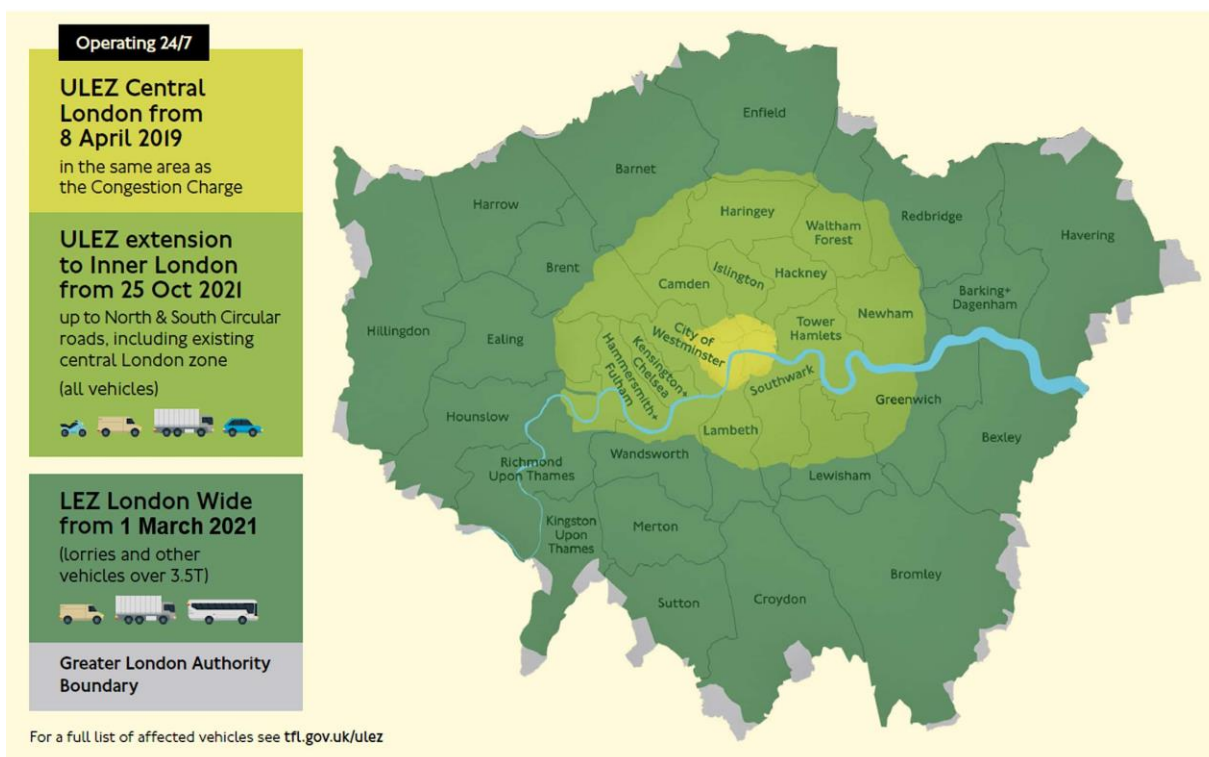 Operating 24/7
ULEZ Central
London from
8 April 2019
in the same area as
the Congestion Charge
ULEZ extension
to Inner London
from 25 Oct 2021
up to North & South Circular
roads, including existing
central London zone
(all vehicles)
LEZ London Wide
from 1 March 2021
(lorries and other
vehicles over 3.5T)
Greater London Authority
Boundary
For a full list of affected vehicles see tfl.gov.uk/ulez
Enfield
Barnet
Harrow
Haringey
Waltham
Forest
Redbridge
Havering
Brent
Camden
Islington
Hackney
Barking+
Dagenham
Hillingdon
Ealing
City of
Westminster
Tower
Hamlets
Newham
Kensington+
Chelsea
Hammersmith+
Fulham
Southwark
Greenwich
Hounslow
Lambeth
Bexley
Richmond
Upon Thames
Wandsworth
Lewisham
Kingston
Upon
Thames
Merton
Bromley
Sutton
Croydon